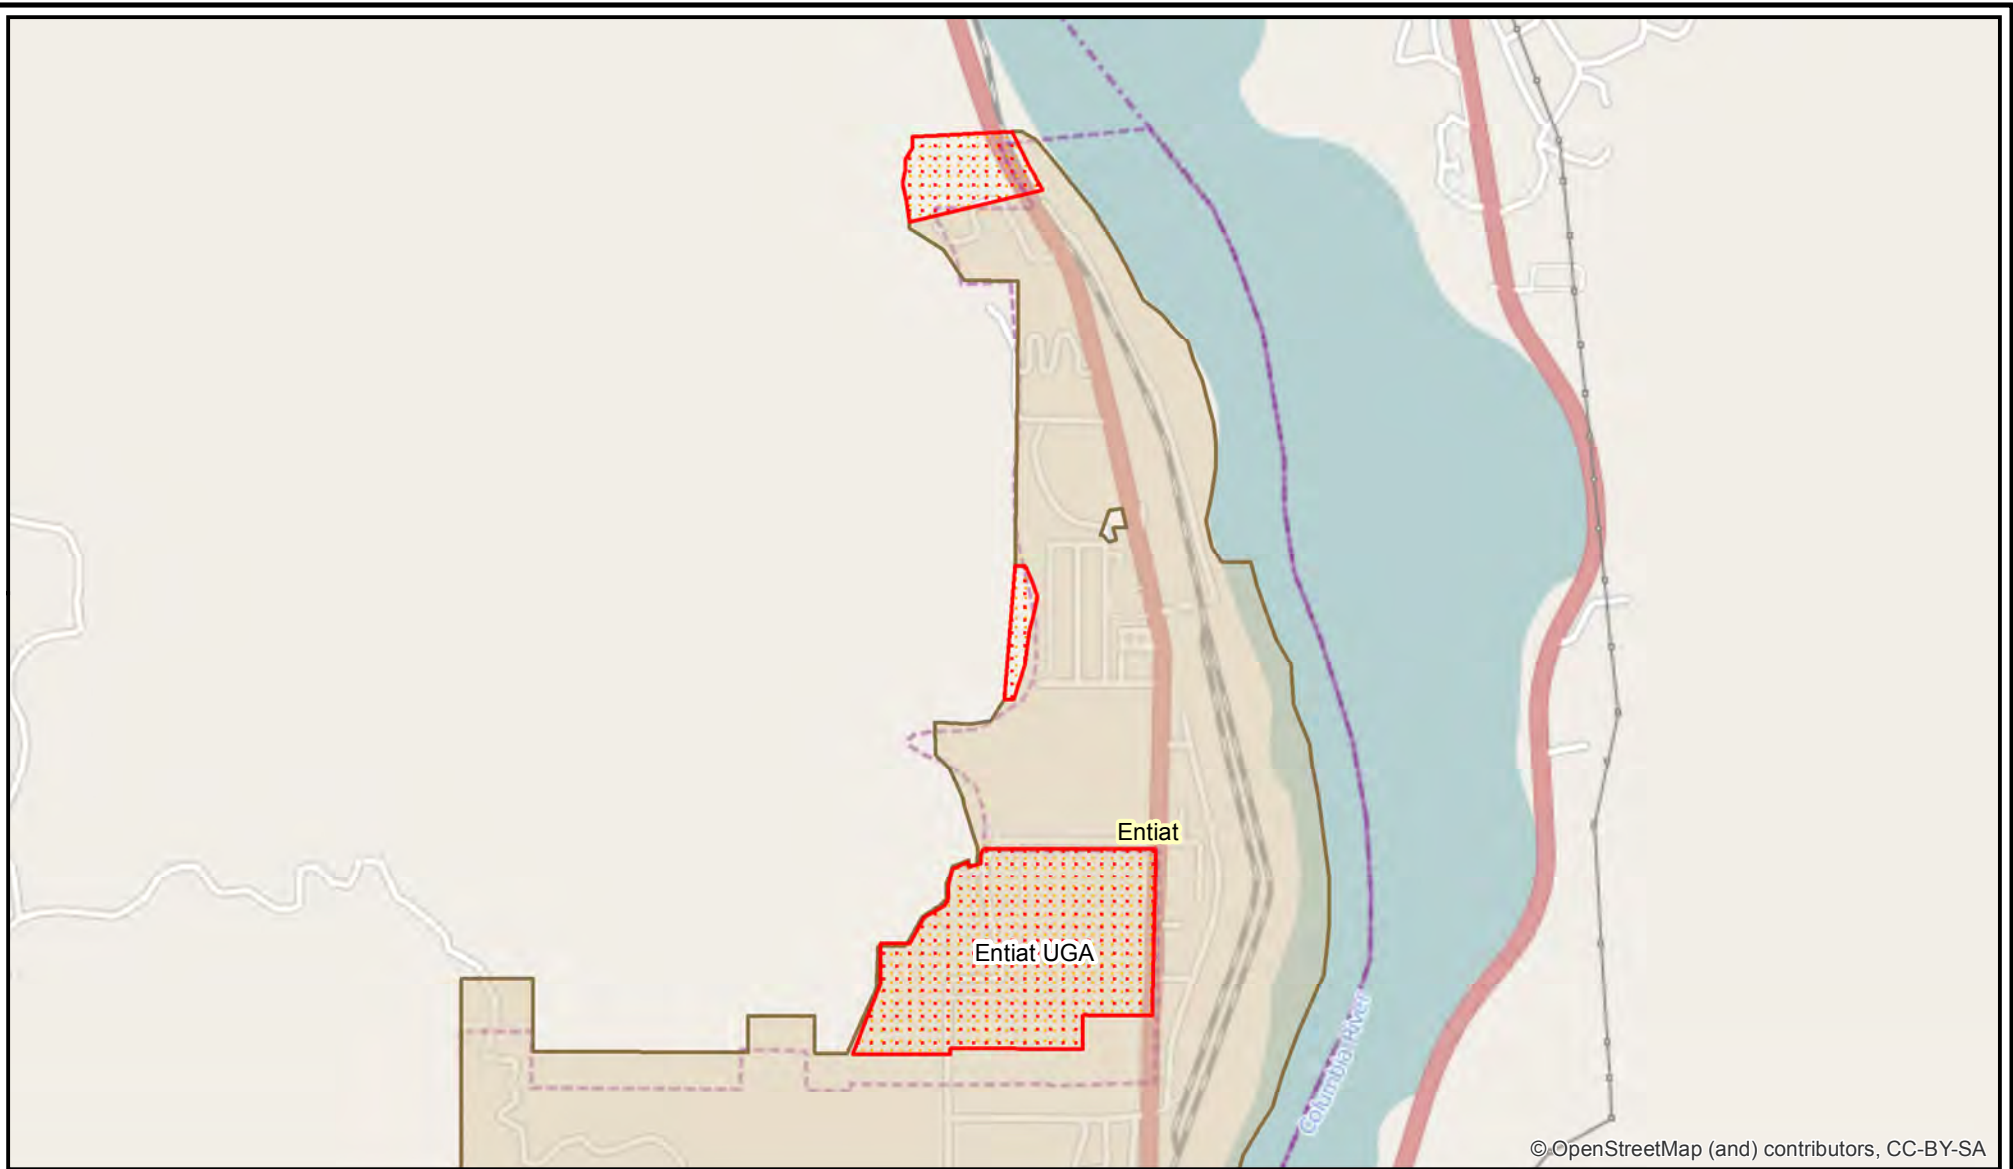 Entiat
Entiat UGA
Columbia River
© OpenStreetMap (and) contributors, CC-BY-SA